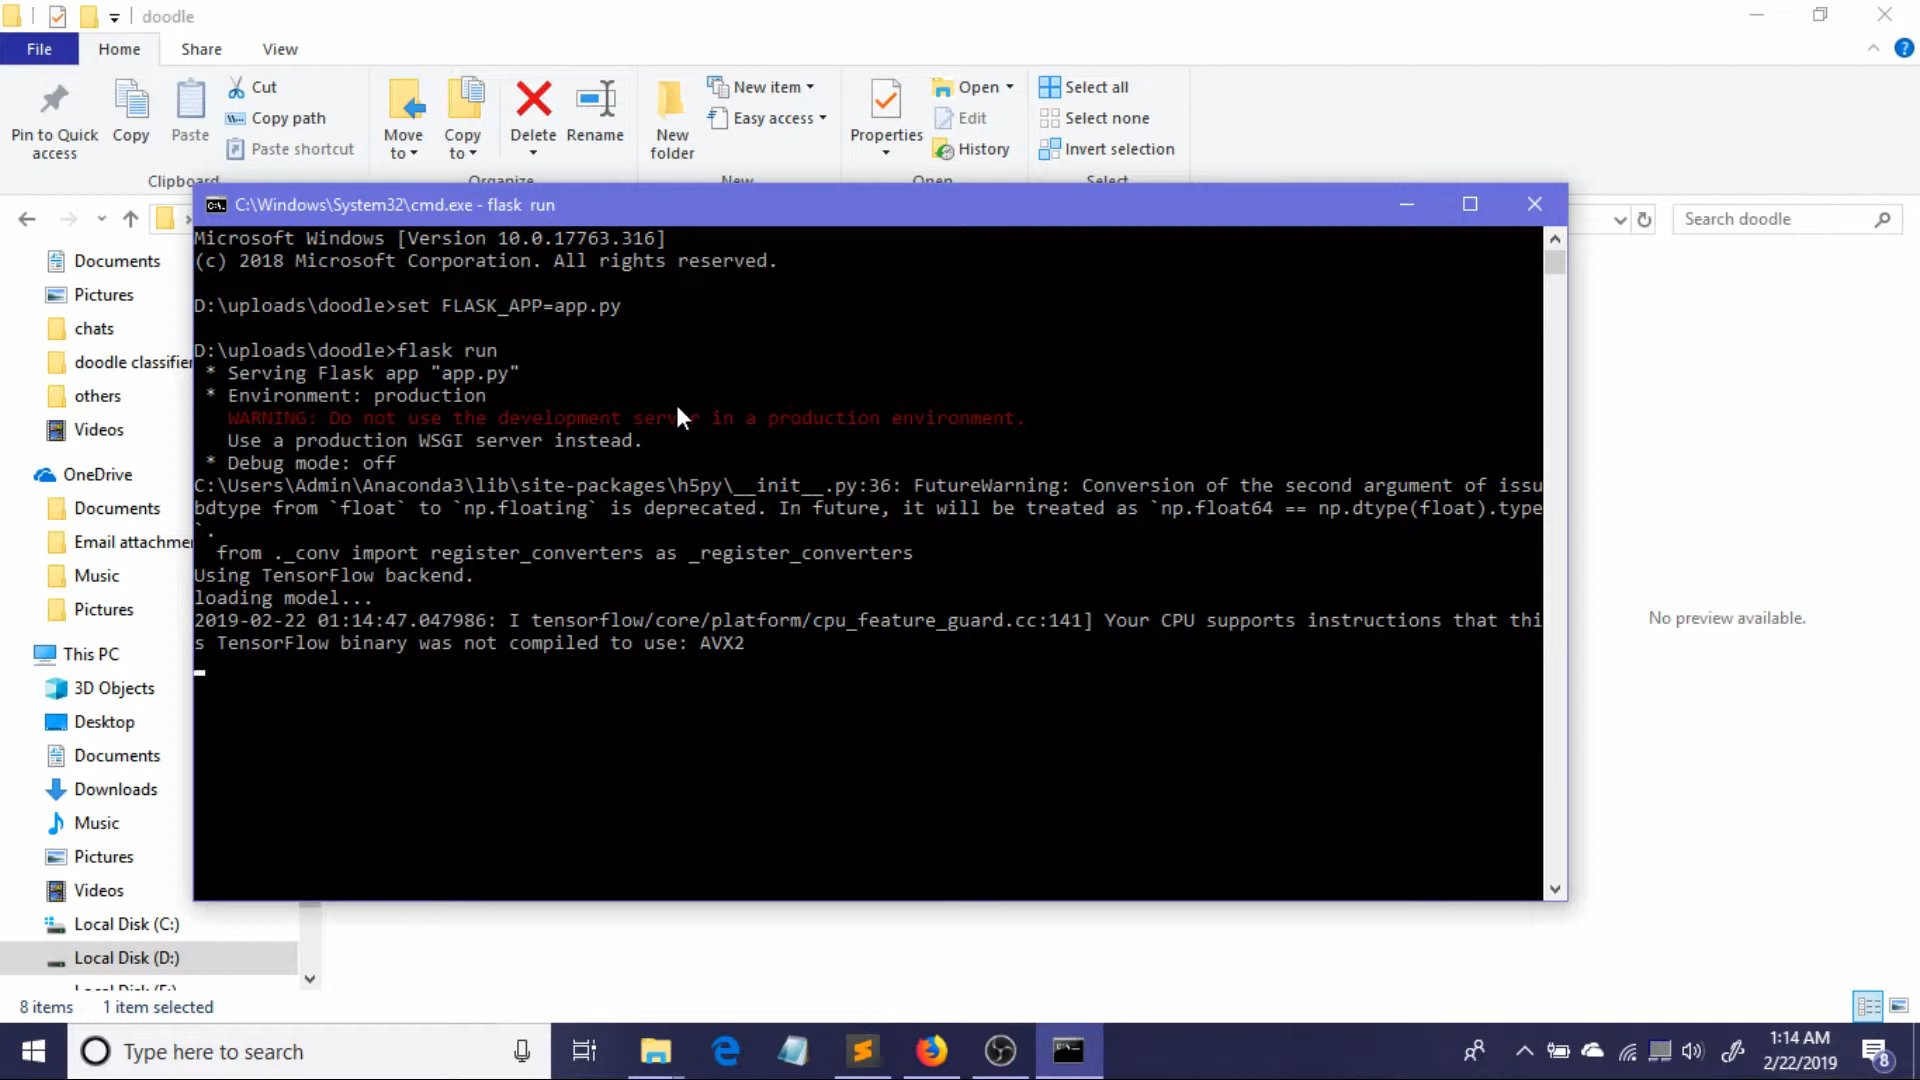 doodle
File Home Share View
Pin to Quick access
Copy
Paste
Cut
Copy path
Paste shortcut
Clipboard
Move to
Copy to
Delete
Rename
Organize
New folder
New item
Easy access
New
Properties
Open
Edit
History
Open
Select all
Select none
Invert selection
Select
Search doodle
C:\Windows\System32\cmd.exe - flask run
Microsoft Windows [Version 10.0.17763.316]
(c) 2018 Microsoft Corporation. All rights reserved.
D:\uploads\doodle>set FLASK_APP=app.py
D:\uploads\doodle>flask run
* Serving Flask app "app.py"
* Environment: production
WARNING: Do not use the development server in a production environment.
Use a production WSGI server instead.
* Debug mode: off
C:\Users\Admin\Anaconda3\lib\site-packages\h5py\__init__.py:36: FutureWarning: Conversion of the second argument of issu
bdtype from `float` to `np.floating` is deprecated. In future, it will be treated as `np.float64 == np.dtype(float).type
`.
from ._conv import register_converters as _register_converters
Using TensorFlow backend.
loading model...
2019-02-22 01:14:47.047986: I tensorflow/core/platform/cpu_feature_guard.cc:141] Your CPU supports instructions that thi
s TensorFlow binary was not compiled to use: AVX2
Documents
Pictures
chats
doodle classifier
others
Videos
OneDrive
Documents
Email attachme
Music
Pictures
This PC
3D Objects
Desktop
Documents
Downloads
Music
Pictures
Videos
Local Disk (C:)
Local Disk (D:)
No preview available.
8 items 1 item selected
Type here to search
1:14 AM
2/22/2019
8